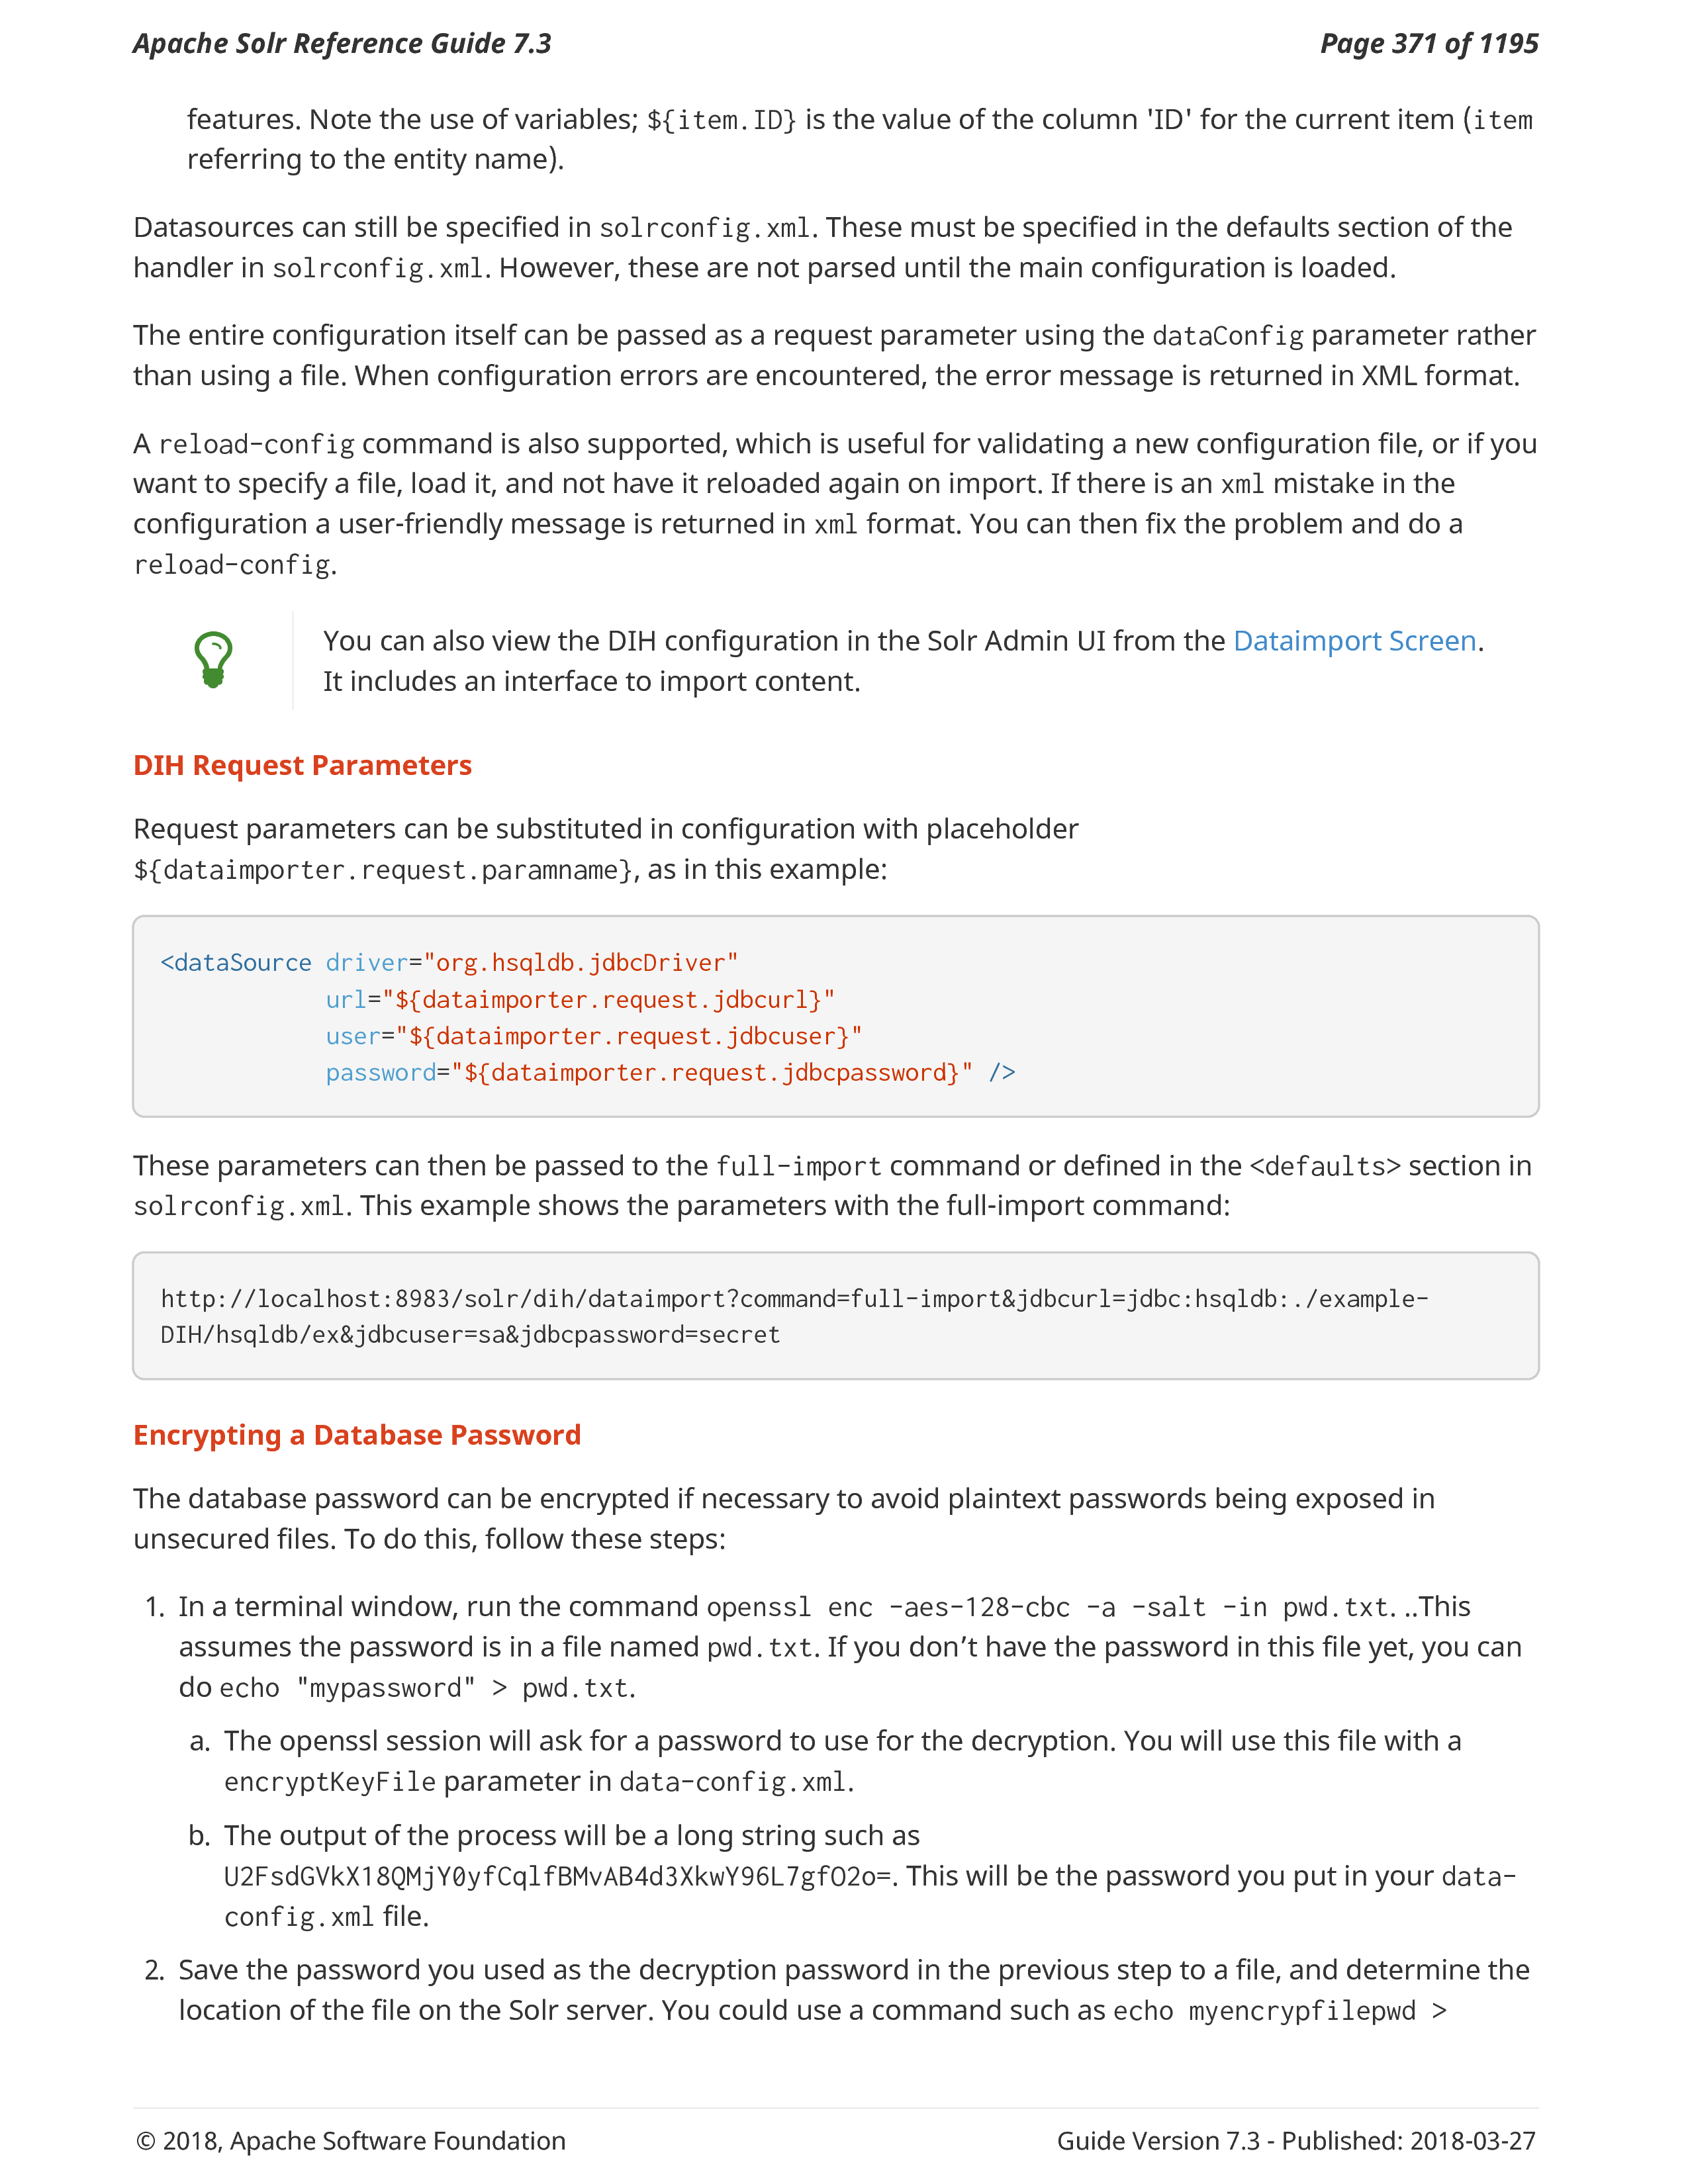 Apache Solr Reference Guide 7.3
Page 371 of 1195
features. Note the use of variables; ${item.ID} is the value of the column 'ID' for the current item (item
referring to the entity name).
Datasources can still be specified in solrconfig.xml. These must be specified in the defaults section of the
handler in solrconfig.xml. However, these are not parsed until the main configuration is loaded.
The entire configuration itself can be passed as a request parameter using the dataConfig parameter rather
than using a file. When configuration errors are encountered, the error message is returned in XML format.
A reload-config command is also supported, which is useful for validating a new configuration file, or if you
want to specify a file, load it, and not have it reloaded again on import. If there is an xml mistake in the
configuration a user-friendly message is returned in xml format. You can then fix the problem and do a
reload-config.
You can also view the DIH configuration in the Solr Admin UI from the Dataimport Screen.
It includes an interface to import content.
DIH Request Parameters
Request parameters can be substituted in configuration with placeholder
${dataimporter.request.paramname}, as in this example:
<dataSource driver="org.hsqldb.jdbcDriver"
url="${dataimporter.request.jdbcurl}"
user="${dataimporter.request.jdbcuser}"
password="${dataimporter.request.jdbcpassword}" />
These parameters can then be passed to the full-import command or defined in the <defaults> section in
solrconfig.xml. This example shows the parameters with the full-import command:
http://localhost:8983/solr/dih/dataimport?command=full-import&jdbcurl=jdbc:hsqldb:./example-
DIH/hsqldb/ex&jdbcuser=sa&jdbcpassword=secret
Encrypting a Database Password
The database password can be encrypted if necessary to avoid plaintext passwords being exposed in
unsecured files. To do this, follow these steps:
1. In a terminal window, run the command openssl enc -aes-128-cbc -a -salt -in pwd.txt. ..This
assumes the password is in a file named pwd.txt. If you don’t have the password in this file yet, you can
do echo "mypassword" > pwd.txt.
a. The openssl session will ask for a password to use for the decryption. You will use this file with a
encryptKeyFile parameter in data-config.xml.
b. The output of the process will be a long string such as
U2FsdGVkX18QMjY0yfCqlfBMvAB4d3XkwY96L7gfO2o=. This will be the password you put in your data-
config.xml file.
2. Save the password you used as the decryption password in the previous step to a file, and determine the
location of the file on the Solr server. You could use a command such as echo myencrypfilepwd >
© 2018, Apache Software Foundation
Guide Version 7.3 - Published: 2018-03-27